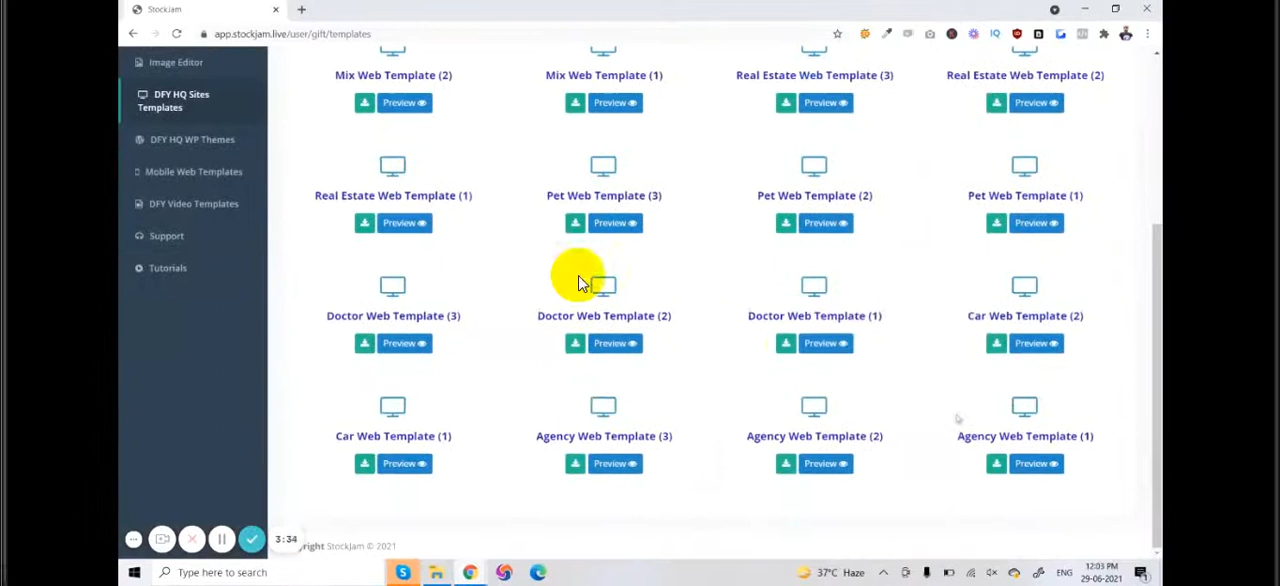 StockJam
app.stockjam.live/user/gift/templates
Image Editor
DFY HQ Sites
Templates
DFY HQ WP Themes
Mobile Web Templates
DFY Video Templates
Support
Tutorials
Mix Web Template (2) Mix Web Template (1) Real Estate Web Template (3) Real Estate Web Template (2)
Preview Preview Preview Preview
Real Estate Web Template (1) Pet Web Template (3) Pet Web Template (2) Pet Web Template (1)
Preview Preview Preview Preview
Doctor Web Template (3) Doctor Web Template (2) Doctor Web Template (1) Car Web Template (2)
Preview Preview Preview Preview
Car Web Template (1) Agency Web Template (3) Agency Web Template (2) Agency Web Template (1)
Preview Preview Preview Preview
3:34
right StockJam © 2021
Type here to search
37°C Haze
ENG
12:03 PM
29-06-2021